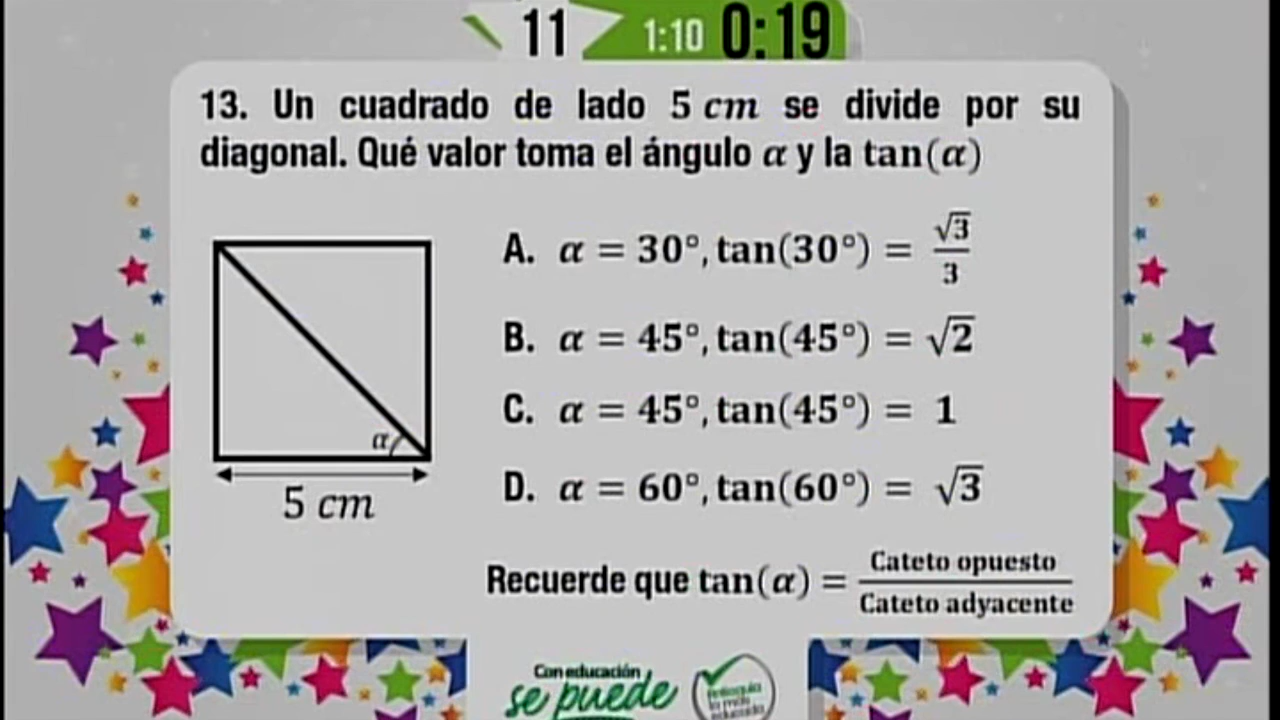 11 1:10 0:19
13. Un cuadrado de lado 5 cm se divide por su
diagonal. Qué valor toma el ángulo α y la tan(α)
A. α = 30°, tan(30°) = √3/3
B. α = 45°, tan(45°) = √2
α
C. α = 45°, tan(45°) = 1
5 cm
D. α = 60°, tan(60°) = √3
Recuerde que tan(α) = Cateto opuesto/Cateto adyacente
Con educación
se puede